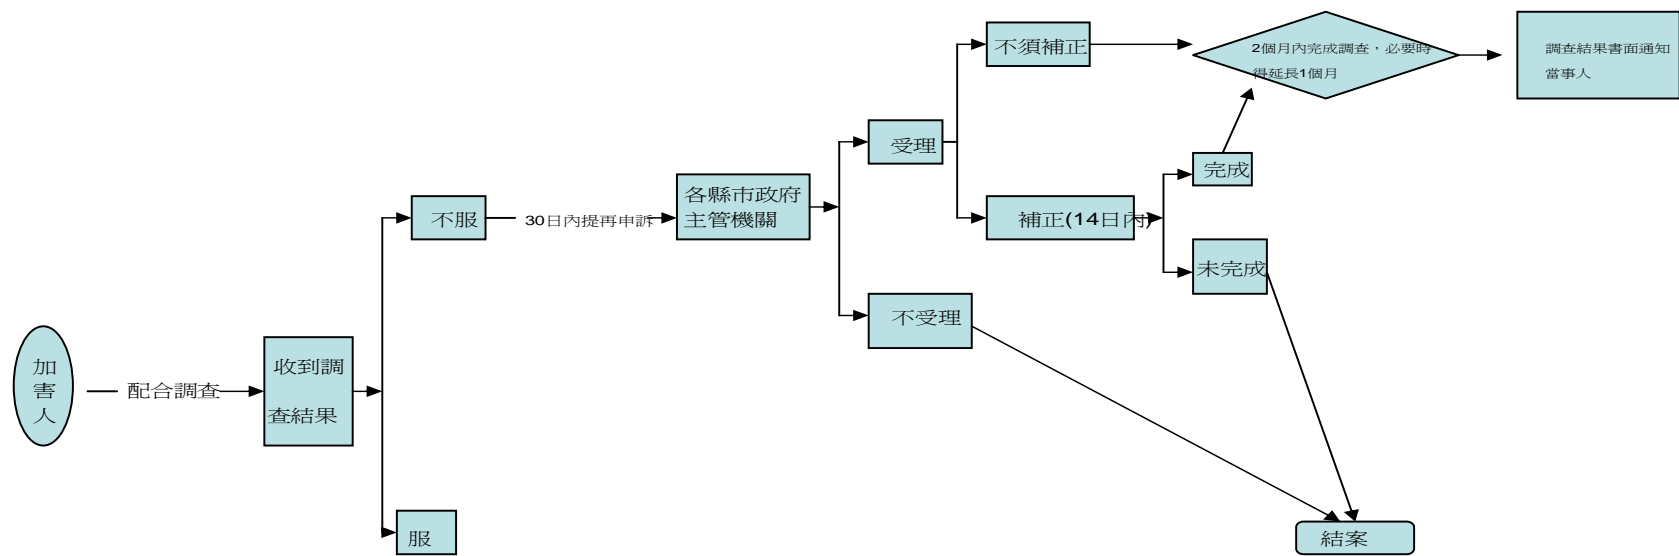 加
害
人
配合調查
收到調
查結果
不服
服
30日內提再申訴
各縣市政府
主管機關
受理
不受理
不須補正
補正(14日內)
完成
未完成
2個月內完成調查，必要時
得延長1個月
調查結果書面通知
當事人
結案